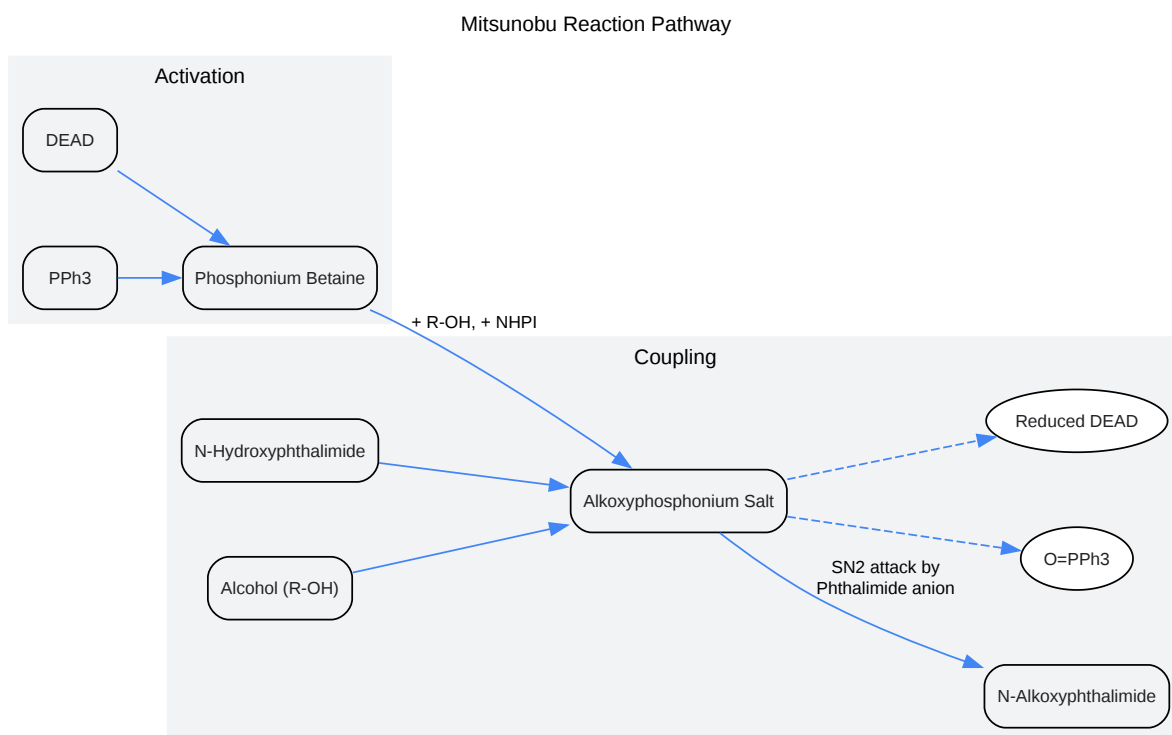 Mitsunobu Reaction Pathway
Activation
DEAD
PPh3
Phosphonium Betaine
+ R-OH, + NHPI
Coupling
N-Hydroxyphthalimide
Alcohol (R-OH)
Alkoxyphosphonium Salt
Reduced DEAD
O=PPh3
SN2 attack by
Phthalimide anion
N-Alkoxyphthalimide